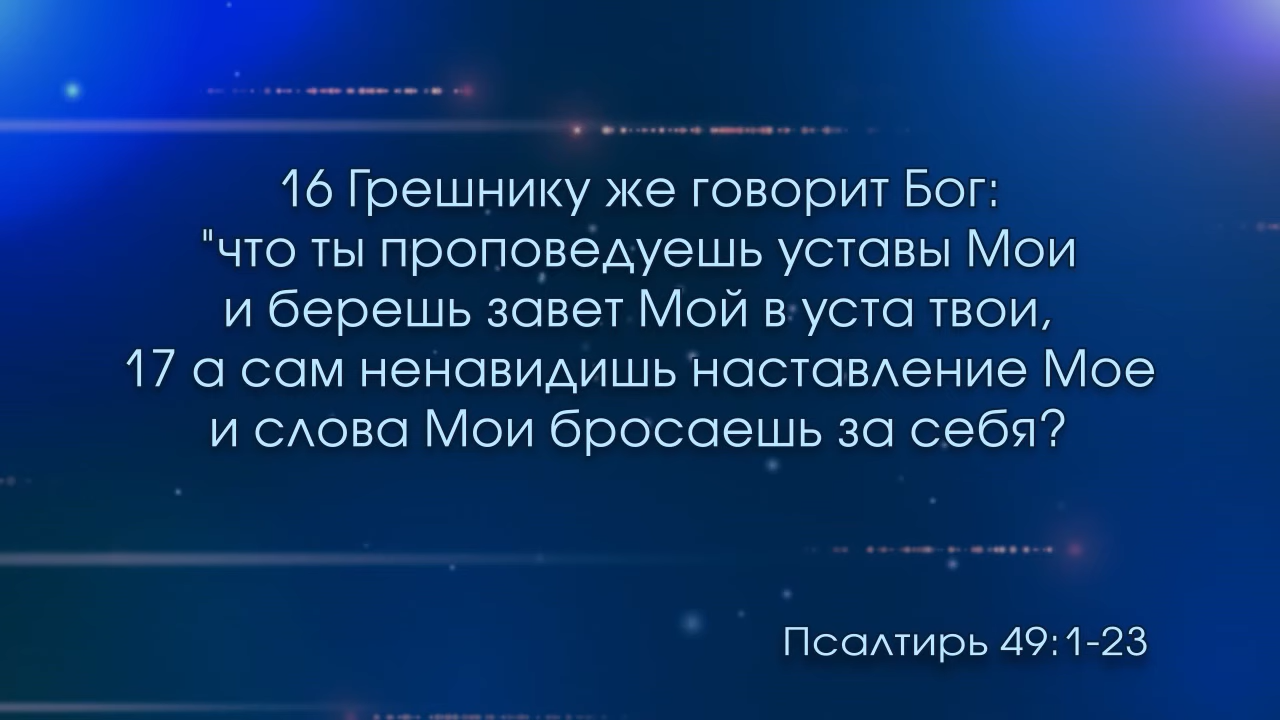 16 Грешнику же говорит Бог:
"что ты проповедуешь уставы Мои
и берешь завет Мой в уста твои,
17 а сам ненавидишь наставление Мое
и слова Мои бросаешь за себя?
Псалтирь 49:1-23